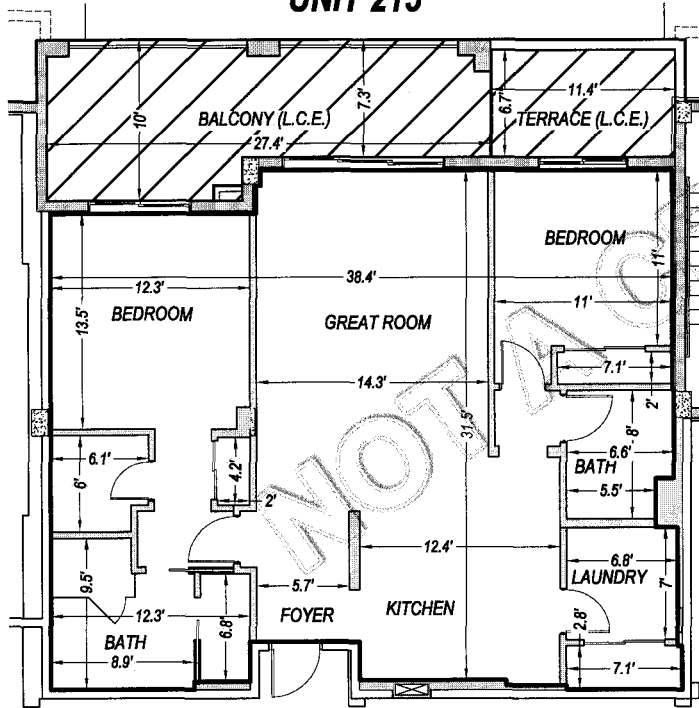 UNIT 215
10'
BALCONY (L.C.E.)
7.3'
27.4'
6.7'
11.4'
TERRACE (L.C.E.)
BEDROOM
11'
38.4'
12.3'
BEDROOM
13.5'
GREAT ROOM
11'
14.3'
31.5'
7.1'
2'
6.1'
6'
4.2'
2'
8'
6.6'
BATH
5.5'
12.4'
9.5'
12.3'
5.7'
6.8'
LAUNDRY
7'
FOYER
KITCHEN
BATH
8.9'
6.8'
2.8'
7.1'
NOT A C